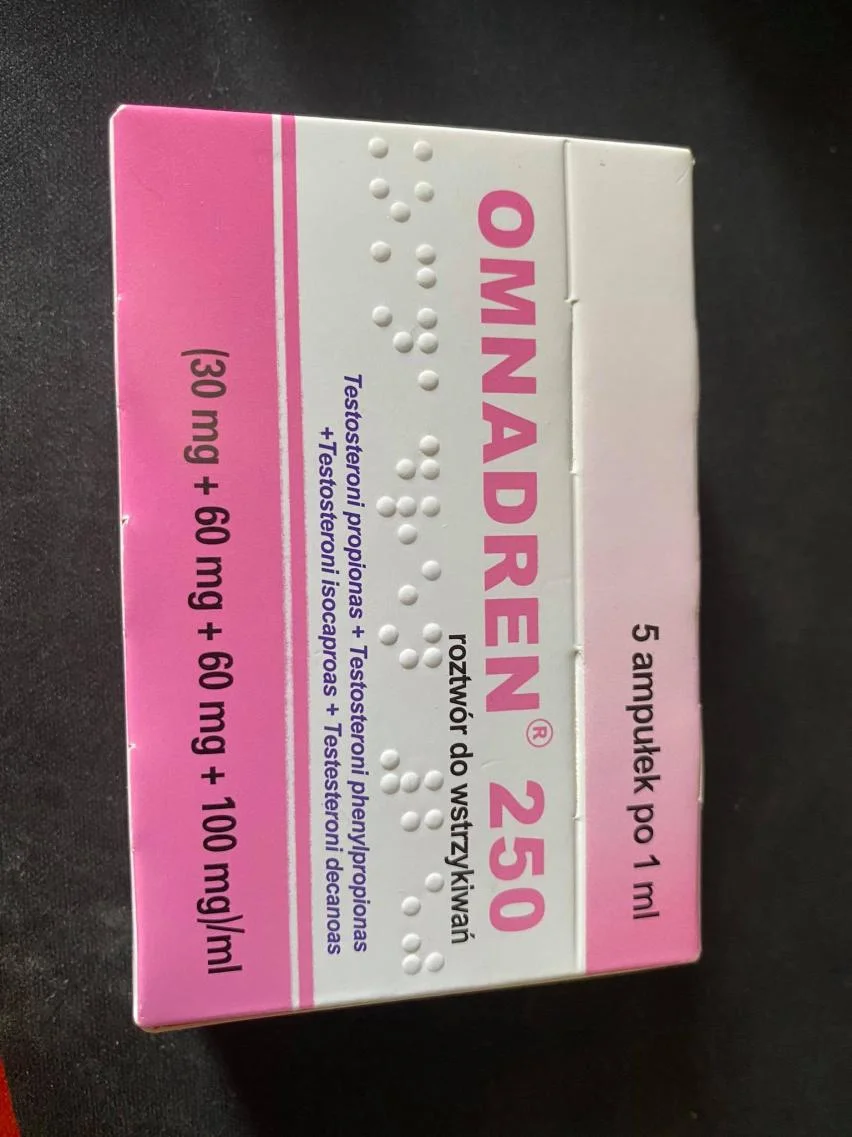 5 ampułek po 1 ml
OMNADREN® 250
roztwór do wstrzykiwań
Testosteroni propionas + Testosteroni phenylpropionas
+Testosteroni isocaproas + Testesteroni decanoas
(30 mg + 60 mg + 60 mg + 100 mg)/ml